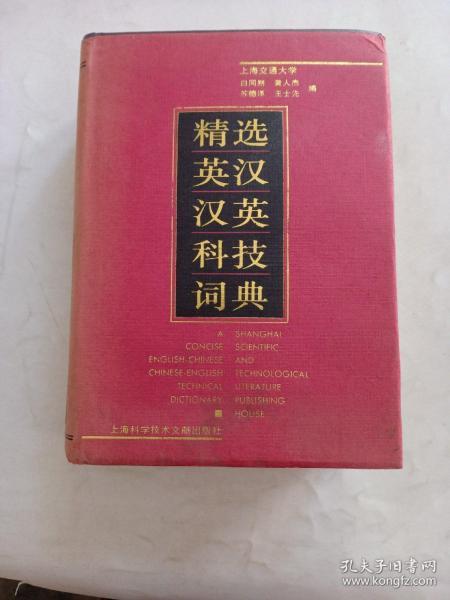 上海交通大学
白同朔 黄人杰
苏德洋 王士先
编
精选
英汉
汉英
科技
词典
A
CONCISE
ENGLISH-CHINESE
CHINESE-ENGLISH
TECHNICAL
DICTIONARY
SHANGHAI
SCIENTIFIC
AND
TECHNOLOGICAL
LITERATURE
PUBLISHING
HOUSE
上海科学技术文献出版社
孔夫子旧书网
www.kongfz.com